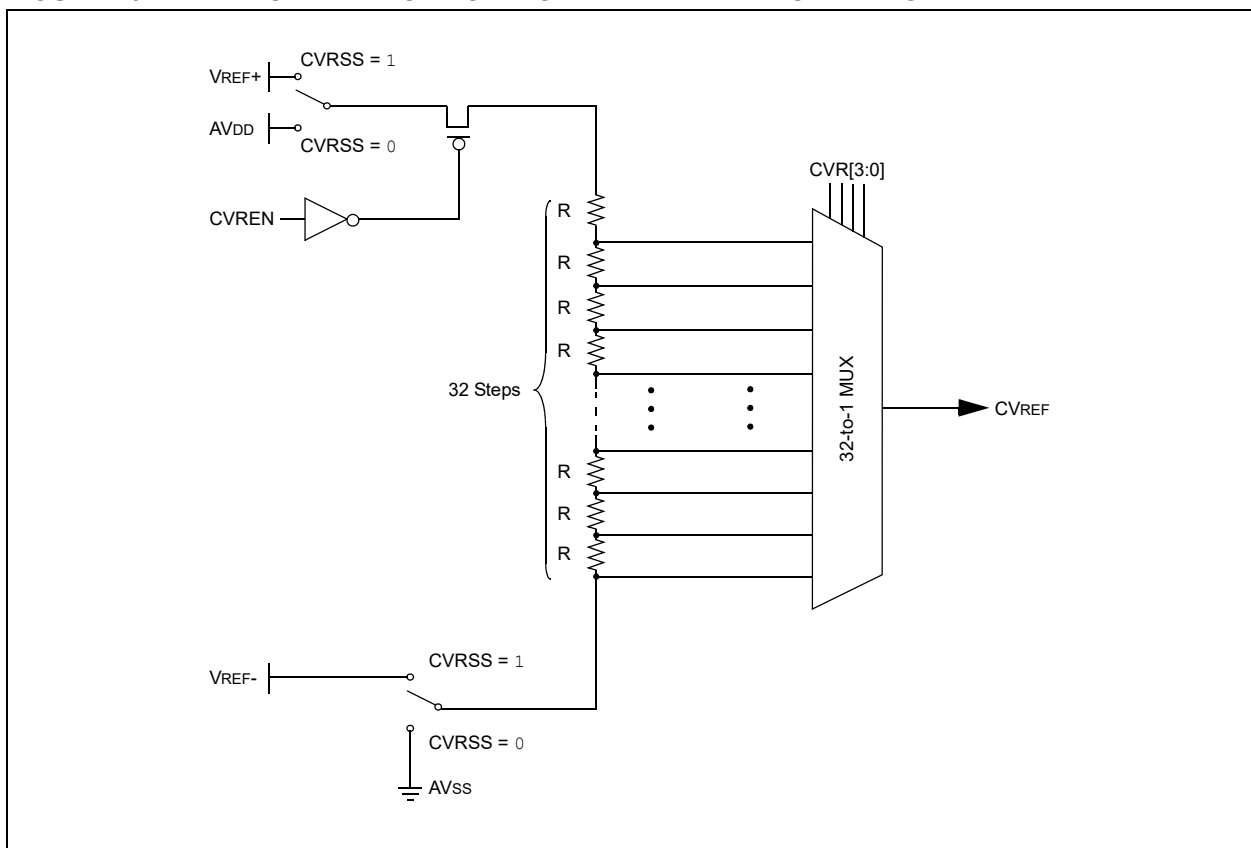 CVRSS = 1
VREF+
AVDD
CVRSS = 0
CVR[3:0]
CVREN
R
R
R
R
32 Steps
32-to-1 MUX
CVREF
R
R
R
CVRSS = 1
VREF-
CVRSS = 0
AVSS